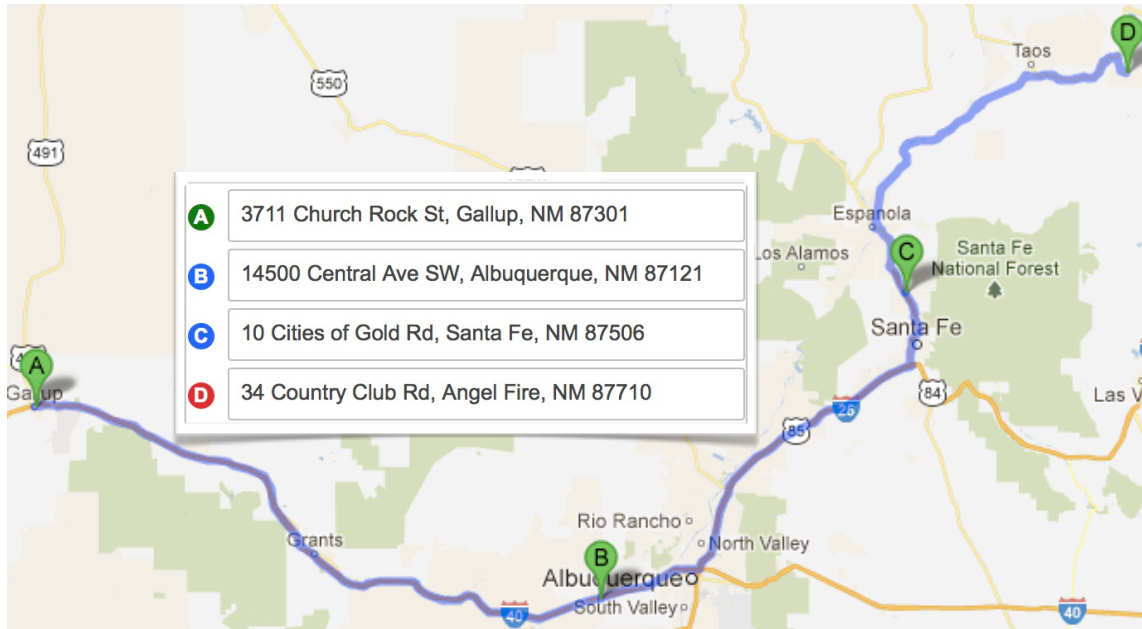 D
Taos
550
491
A 3711 Church Rock St, Gallup, NM 87301
Espanola
B 14500 Central Ave SW, Albuquerque, NM 87121
Los Alamos
C
Santa Fe
National Forest
C 10 Cities of Gold Rd, Santa Fe, NM 87506
Santa Fe
A
Gallup
D 34 Country Club Rd, Angel Fire, NM 87710
84
Las V
25
85
Rio Rancho
Grants
North Valley
B
Albuquerque
South Valley
40
40